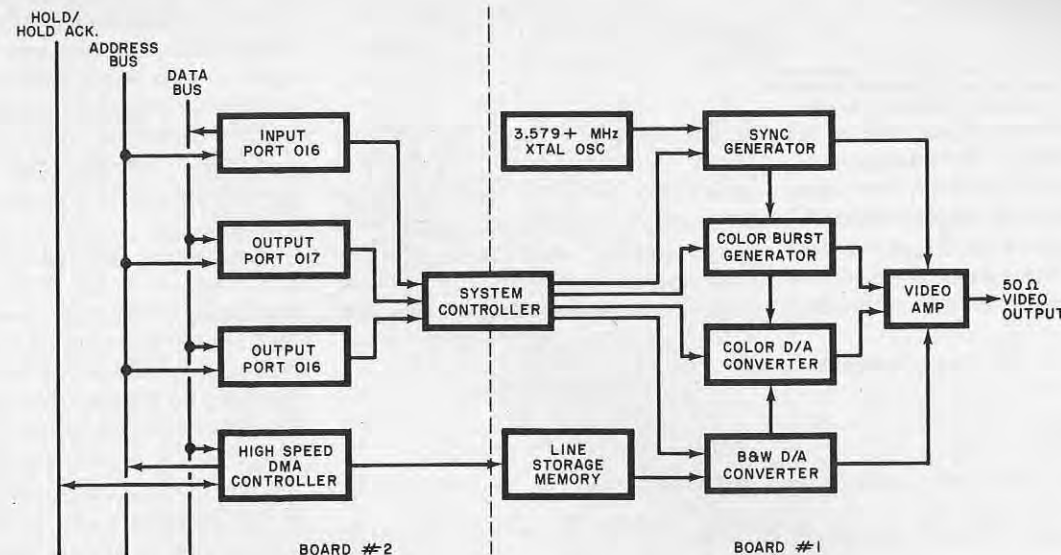 HOLD/
HOLD ACK.
ADDRESS
BUS
DATA
BUS
INPUT
PORT 016
OUTPUT
PORT 017
OUTPUT
PORT 016
HIGH SPEED
DMA
CONTROLLER
SYSTEM
CONTROLLER
3.579+ MHz
XTAL OSC
SYNC
GENERATOR
COLOR BURST
GENERATOR
COLOR D/A
CONVERTER
LINE
STORAGE
MEMORY
B&W D/A
CONVERTER
VIDEO
AMP
50Ω
VIDEO
OUTPUT
BOARD #2
BOARD #1